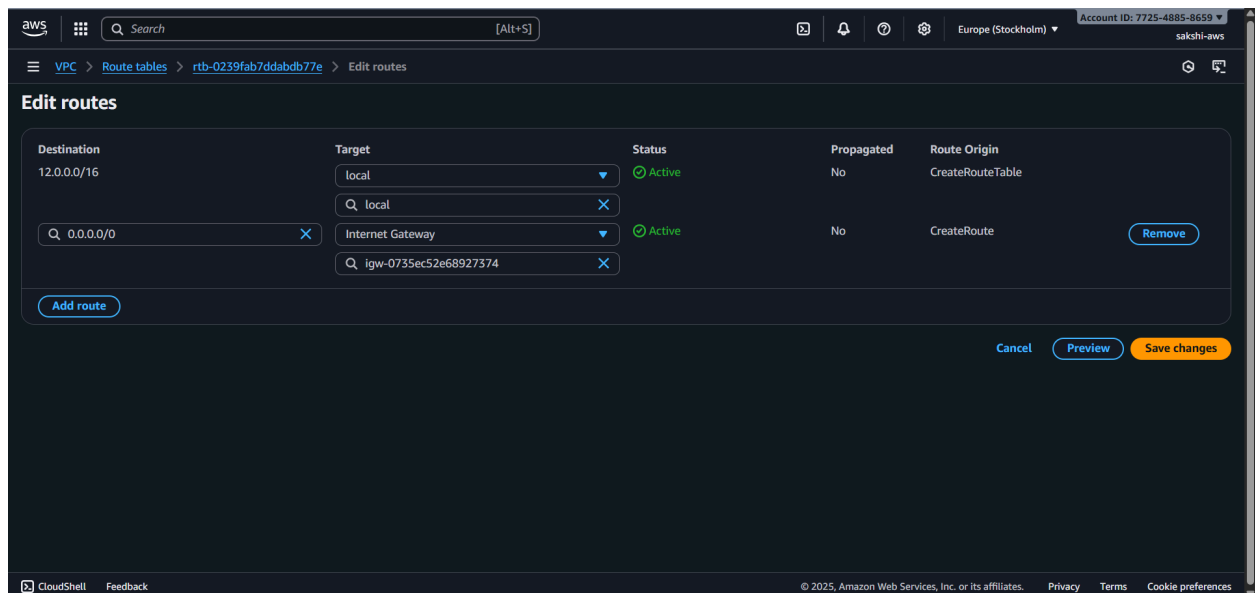 aws Search [Alt+S] Europe (Stockholm) Account ID: 7725-4885-8659
sakshi-aws
VPC > Route tables > rtb-0239fab7ddabdb77e > Edit routes
Edit routes
Destination Target Status Propagated Route Origin
12.0.0.0/16 local Active No CreateRouteTable
local
0.0.0.0/0 Internet Gateway Active No CreateRoute Remove
igw-0735ec52e68927374
Add route
Cancel Preview Save changes
CloudShell Feedback © 2025, Amazon Web Services, Inc. or its affiliates. Privacy Terms Cookie preferences